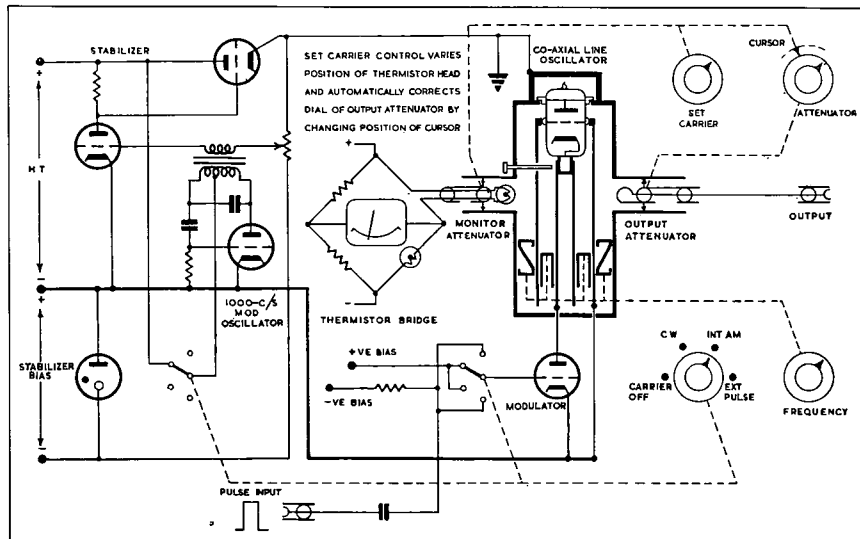 STABILIZER
SET CARRIER CONTROL VARIES
POSITION OF THERMISTOR HEAD
AND AUTOMATICALLY CORRECTS
DIAL OF OUTPUT ATTENUATOR BY
CHANGING POSITION OF CURSOR
CO-AXIAL LINE
OSCILLATOR
CURSOR
SET
CARRIER
ATTENUATOR
+
HT
-
+
MONITOR
ATTENUATOR
OUTPUT
ATTENUATOR
OUTPUT
-
THERMISTOR BRIDGE
1000-C/S
MOD
OSCILLATOR
+
STABILIZER
BIAS
-
+VE BIAS
-VE BIAS
MODULATOR
C W
INT AM
CARRIER
OFF
EXT
PULSE
FREQUENCY
PULSE INPUT